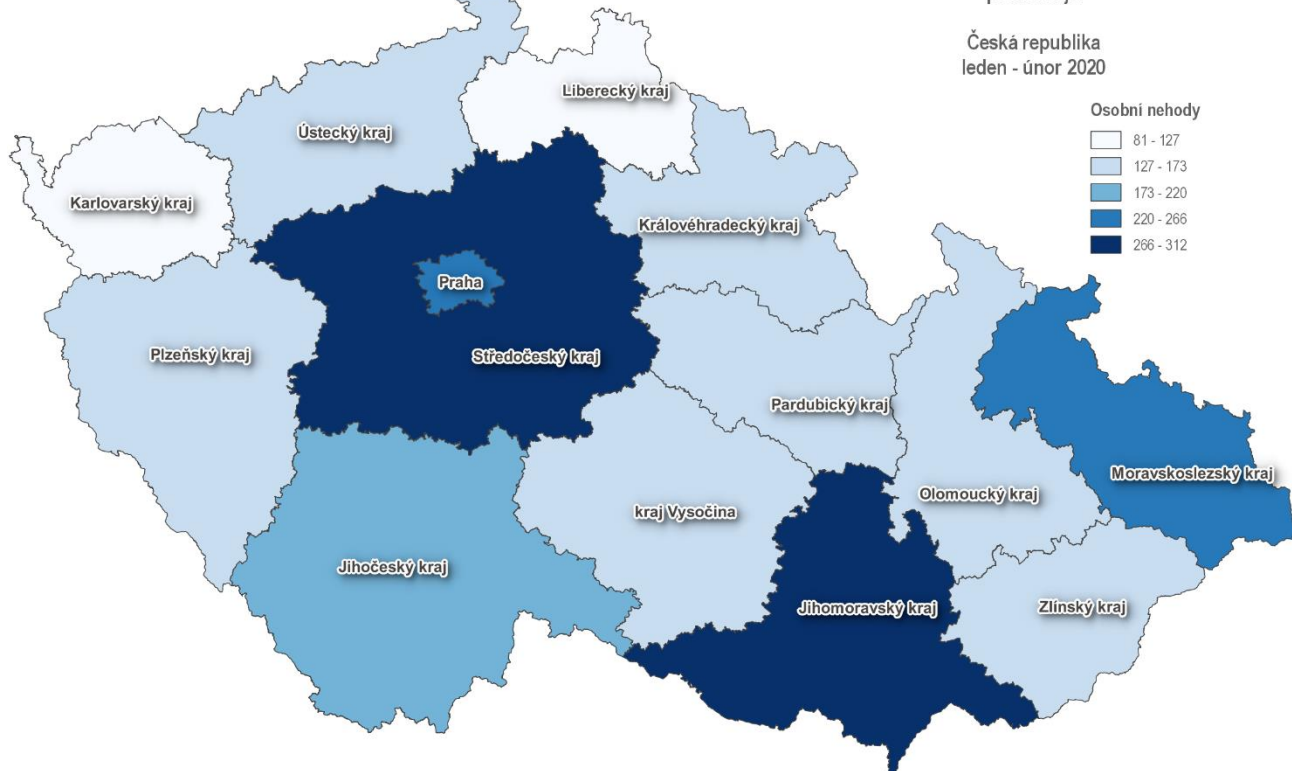 Česká republika
leden - únor 2020
Osobní nehody
81 - 127
127 - 173
173 - 220
220 - 266
266 - 312
Liberecký kraj
Ústecký kraj
Karlovarský kraj
Královéhradecký kraj
Praha
Plzeňský kraj
Středočeský kraj
Pardubický kraj
Moravskoslezský kraj
Olomoucký kraj
kraj Vysočina
Jihočeský kraj
Jihomoravský kraj
Zlínský kraj